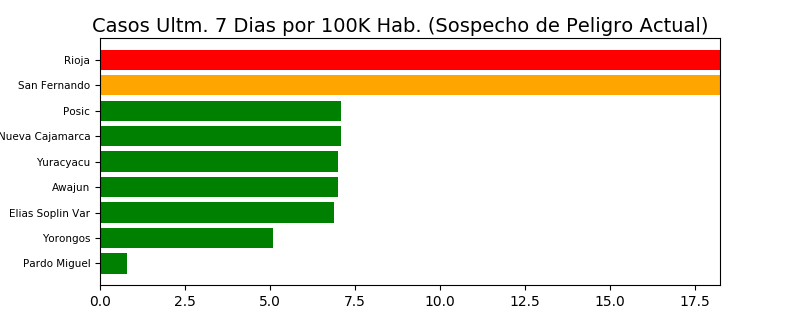 Casos Ultm. 7 Dias por 100K Hab. (Sospecho de Peligro Actual)
Rioja
San Fernando
Posic
Nueva Cajamarca
Yuracyacu
Awajun
Elias Soplin Var
Yorongos
Pardo Miguel
0.0 2.5 5.0 7.5 10.0 12.5 15.0 17.5